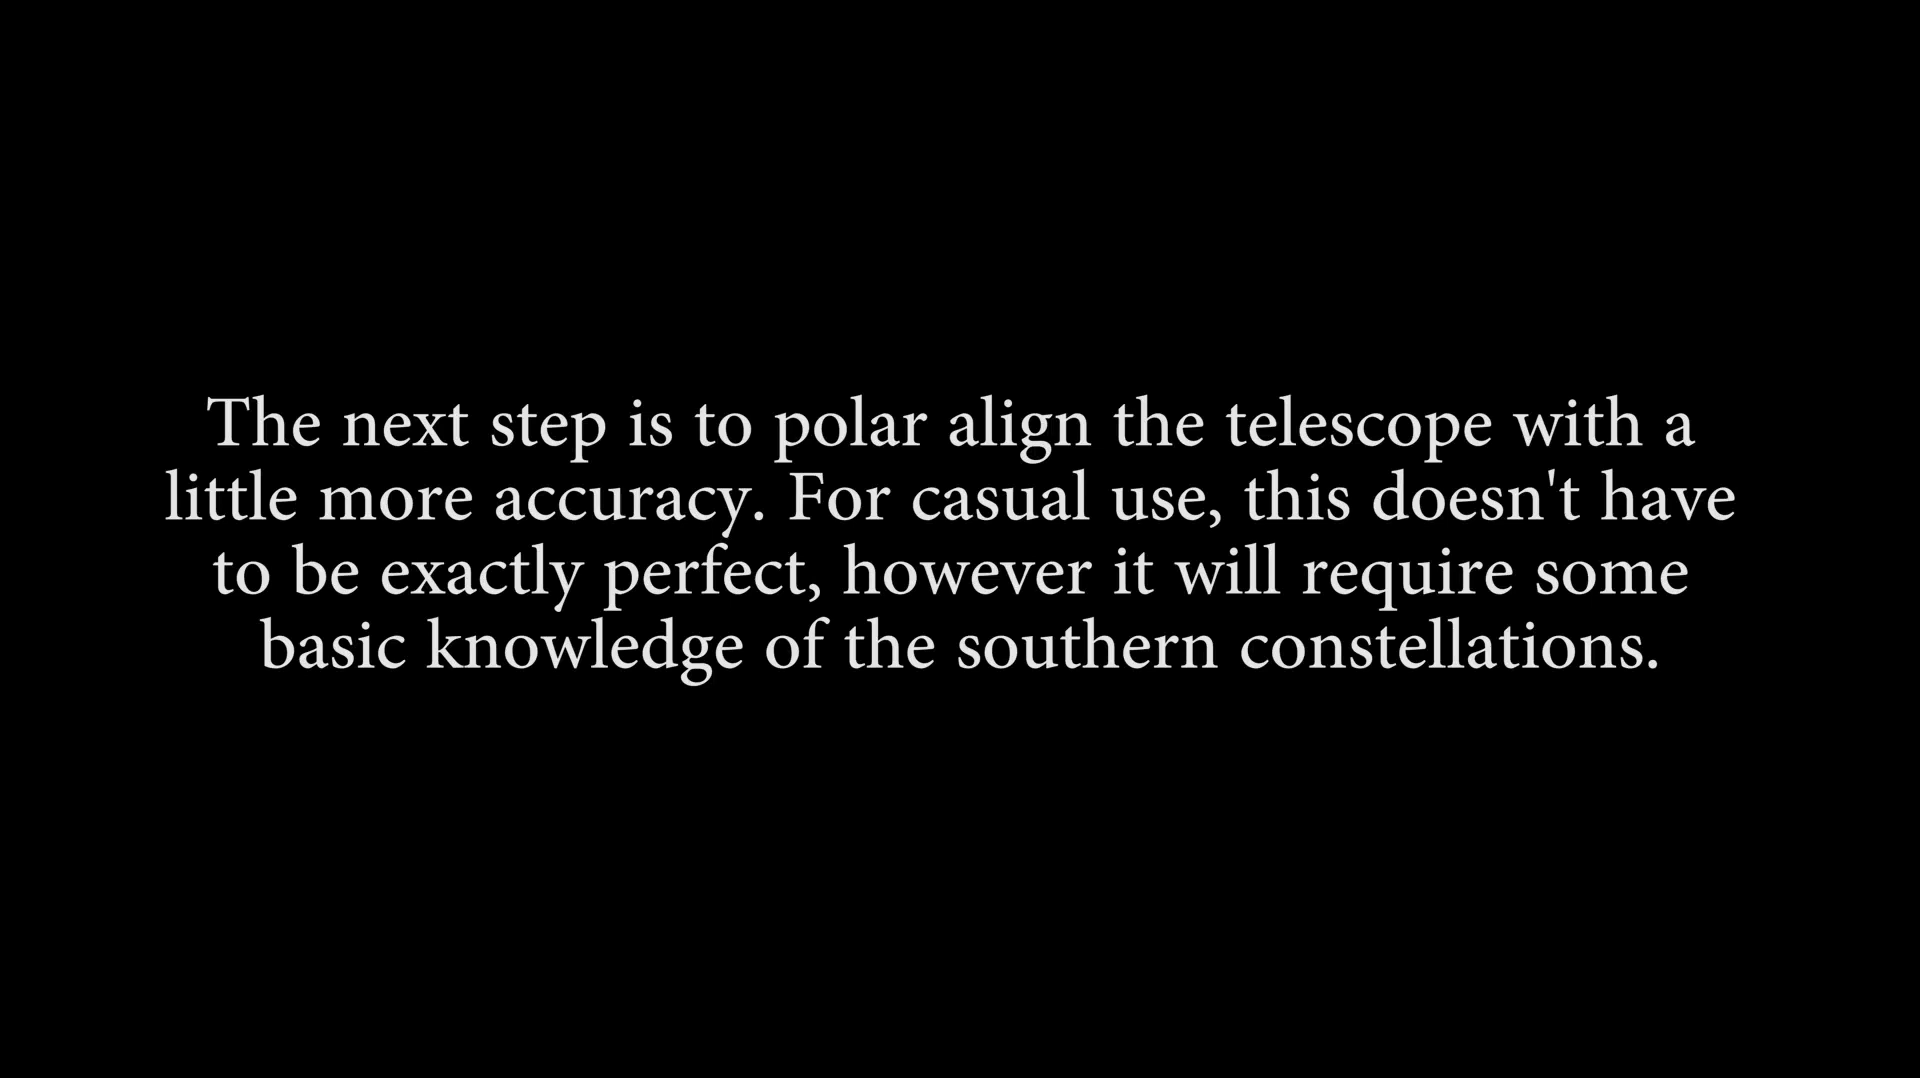 The next step is to polar align the telescope with a
little more accuracy. For casual use, this doesn't have
to be exactly perfect, however it will require some
basic knowledge of the southern constellations.